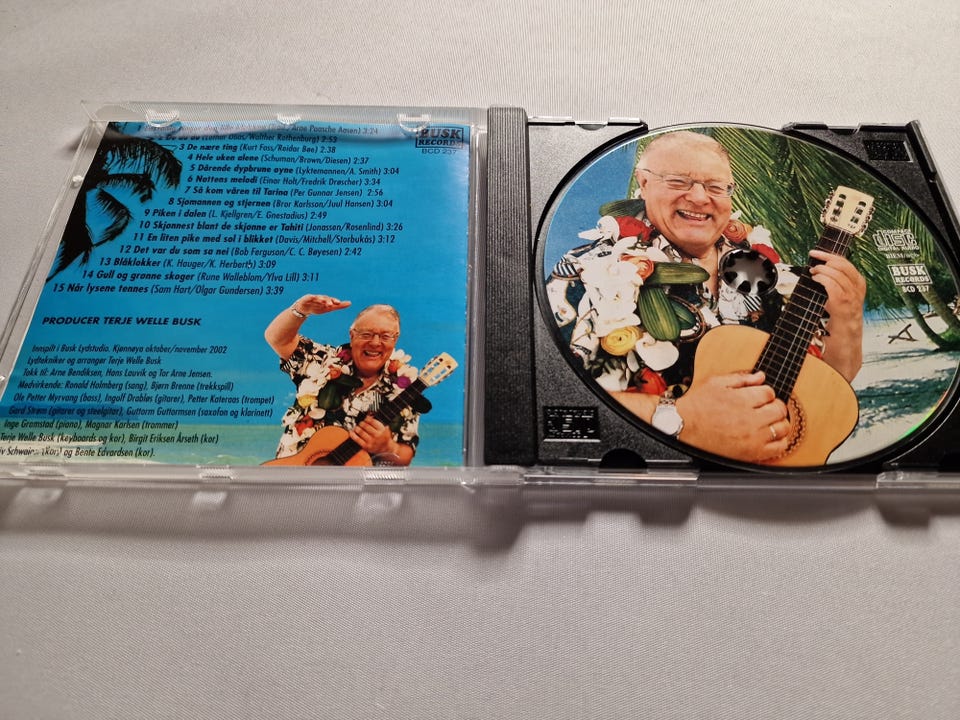 Arne Paasche Aasen) 3:24
Walther Rothenburg) 2:53
3 De nære ting (Kurt Foss/Reidar Bøe) 2:38
4 Hele uken alene (Schuman/Brown/Diesen) 2:37
5 Dårende dypbrune øyne (Lyktemannen/A. Smith) 3:04
6 Nattens melodi (Einar Holt/Fredrik Drøscher) 3:34
7 Så kom våren til Tarina (Per Gunnar Jensen) 2:56
8 Sjømannen og stjernen (Bror Karlsson/Juul Hansen) 3:04
9 Piken i dalen (L. Kjellgren/E. Gnestadius) 2:49
10 Skjønnest blant de skjønne er Tahiti (Jonassen/Rosenlind) 3:26
11 En liten pike med sol i blikket (Davis/Mitchell/Storbukås) 3:12
12 Det var du som sa nei (Bob Ferguson/C. C. Bøyesen) 2:42
13 Blåklokker (K. Hauger/K. Herberth) 3:09
14 Gull og grønne skoger (Rune Walleblom/Ylva Lill) 3:11
15 Når lysene tennes (Sam Hart/Olgar Gundersen) 3:39
BUSK
RECORDS
BCD 237
PRODUCER TERJE WELLE BUSK
Innspilt i Busk Lydstudio. Kjønnøya oktober/november 2002
Lydtekniker og arrangør Terje Welle Busk
Takk til: Arne Bendiksen, Hans Lauvik og Tor Arne Jensen.
Medvirkende: Ronald Holmberg (sang), Bjørn Brenne (trekkspill)
Ole Petter Myrvang (bass), Ingolf Drabløs (gitarer), Petter Kateraas (trompet)
Gard Strøm (gitarer og steelgitar), Guttorm Guttormsen (saxofon og klarinett)
Inge Gramstad (piano), Magnar Karlsen (trommer)
Terje Welle Busk (keyboards og kor), Birgit Eriksen Årseth (kor)
(kor) og Bente Edvardsen (kor).
COMPACT
disc
DIGITAL AUDIO
BIEM/ncb
BUSK
RECORDS
BCD 237